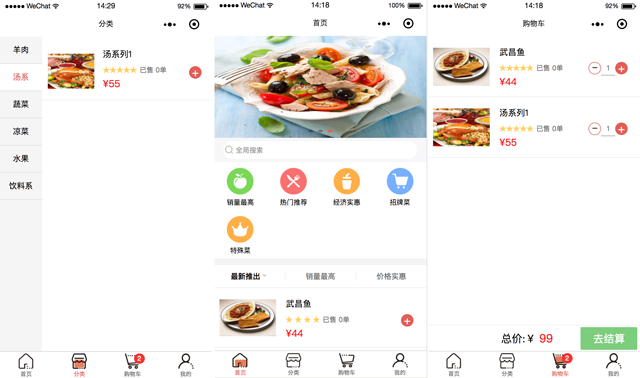 WeChat 14:29 92%
分类
羊肉
汤系
蔬菜
凉菜
水果
饮料系
汤系列1
已售 0单
¥55
首页
分类
2
购物车
我的
WeChat 14:18 100%
首页
全局搜索
销量最高
热门推荐
经济实惠
招牌菜
特殊菜
最新推出
销量最高
价格实惠
武昌鱼
已售 0单
¥44
首页
分类
购物车
我的
WeChat 14:18 92%
购物车
武昌鱼
已售 0单
1
¥44
汤系列1
已售 0单
1
¥55
总价: ¥ 99
去结算
首页
分类
2
购物车
我的